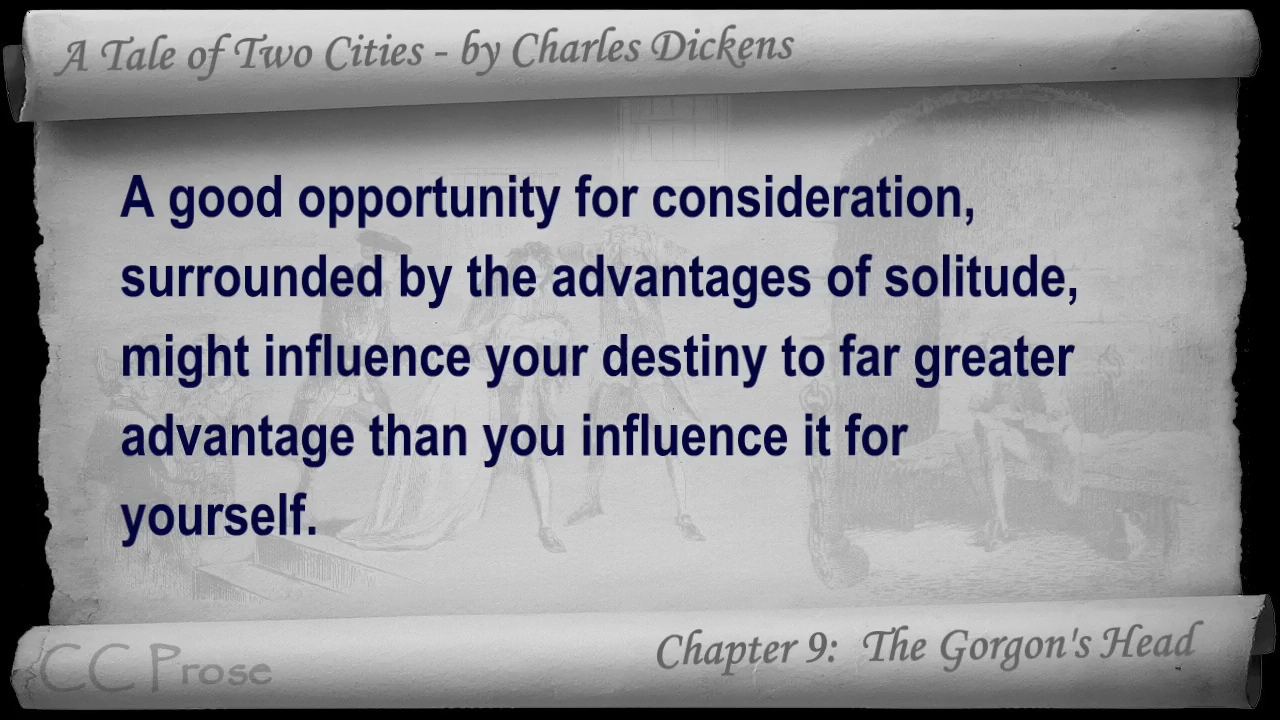 A Tale of Two Cities - by Charles Dickens
A good opportunity for consideration,
surrounded by the advantages of solitude,
might influence your destiny to far greater
advantage than you influence it for
yourself.
Chapter 9: The Gorgon's Head
CC Prose